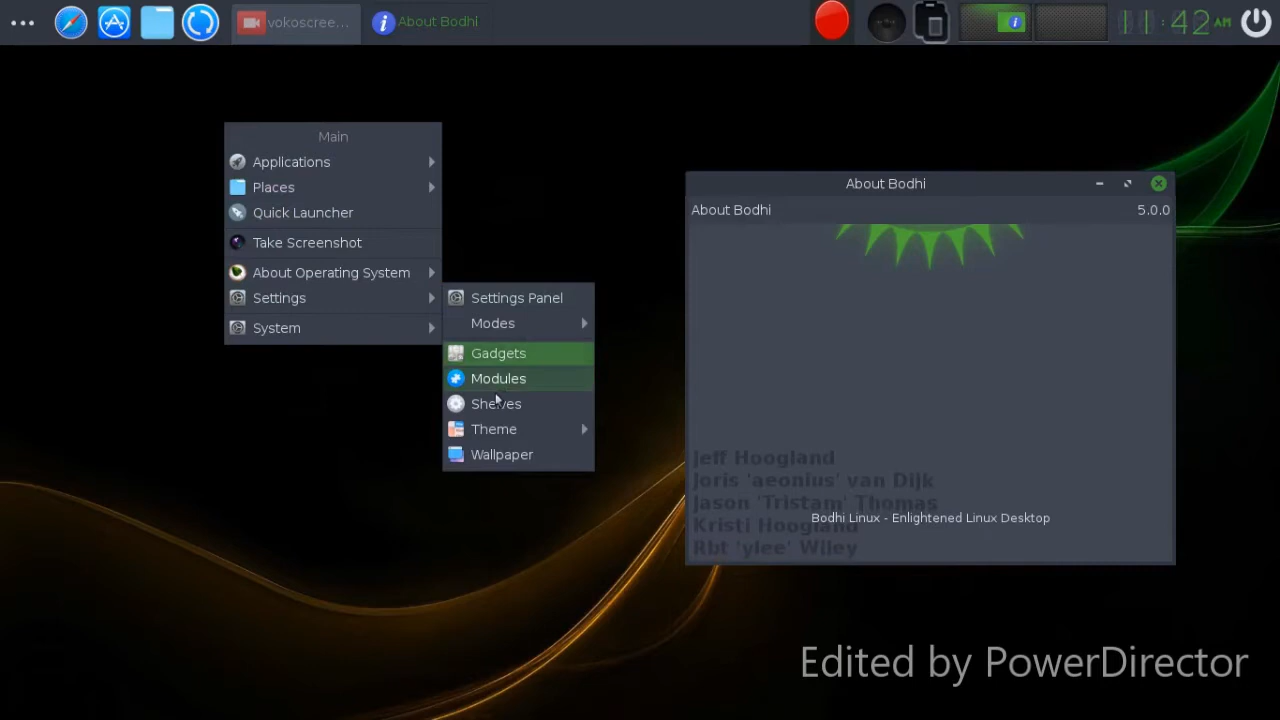 vokoscree...
About Bodhi
11:42 AM
Main
Applications
Places
Quick Launcher
Take Screenshot
About Operating System
Settings
System
Settings Panel
Modes
Gadgets
Modules
Shelves
Theme
Wallpaper
About Bodhi
About Bodhi 5.0.0
Jeff Hoogland
Joris 'aeonius' van Dijk
Jason 'Tristam' Thomas
Bodhi Linux - Enlightened Linux Desktop
Kristi Hoogland
Rbt 'ylee' Wiley
Edited by PowerDirector